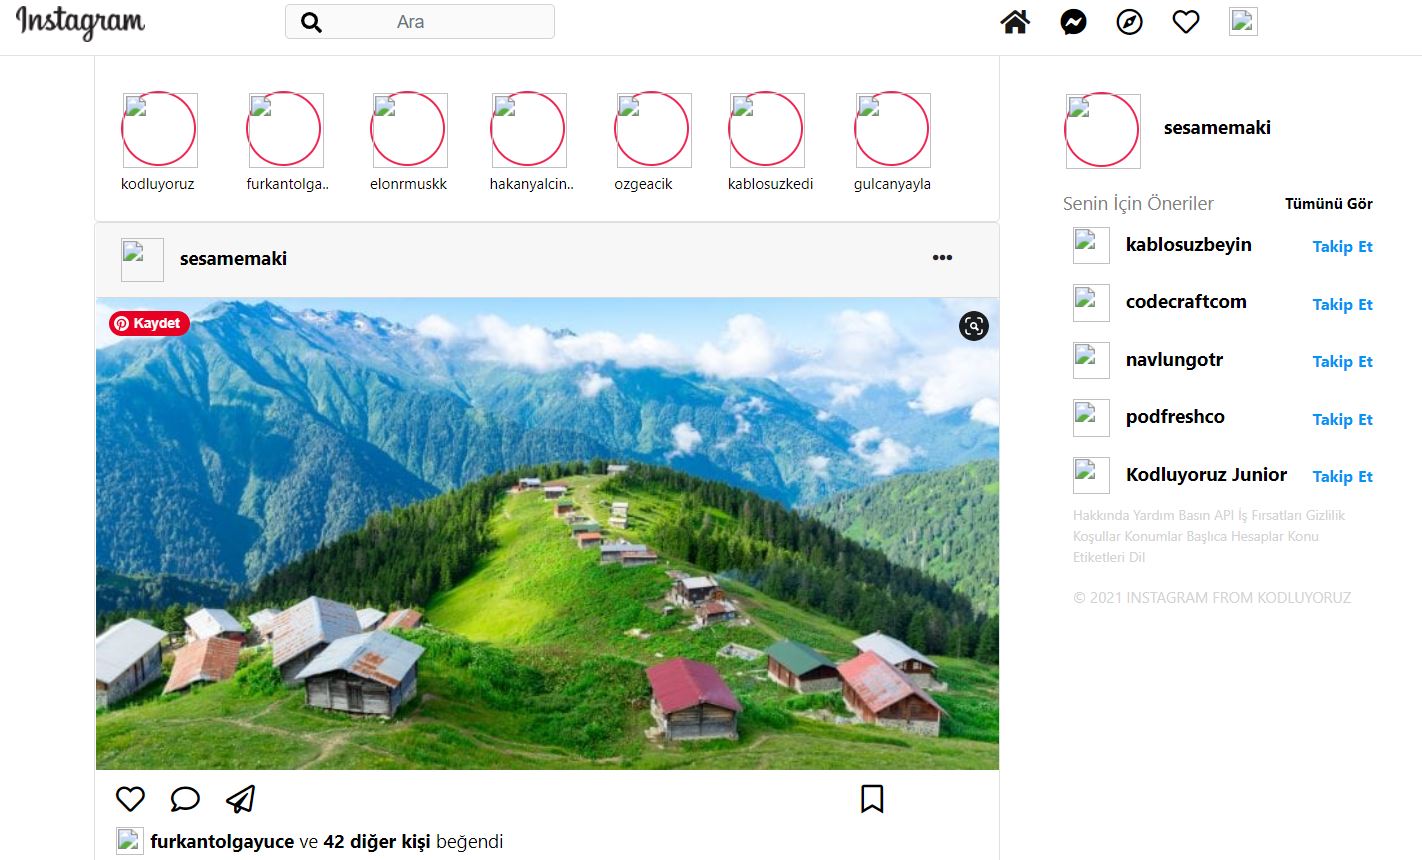 Instagram
Ara
kodluyoruz furkantolga.. elonrmuskk hakanyalcin.. ozgeacik kablosuzkedi gulcanyayla
sesamemaki
Senin İçin Öneriler Tümünü Gör
kablosuzbeyin Takip Et
codecraftcom Takip Et
navlungotr Takip Et
podfreshco Takip Et
Kodluyoruz Junior Takip Et
Hakkında Yardım Basın API İş Fırsatları Gizlilik
Koşullar Konumlar Başlıca Hesaplar Konu
Etiketleri Dil
© 2021 INSTAGRAM FROM KODLUYORUZ
sesamemaki
Kaydet
furkantolgayuce ve 42 diğer kişi beğendi